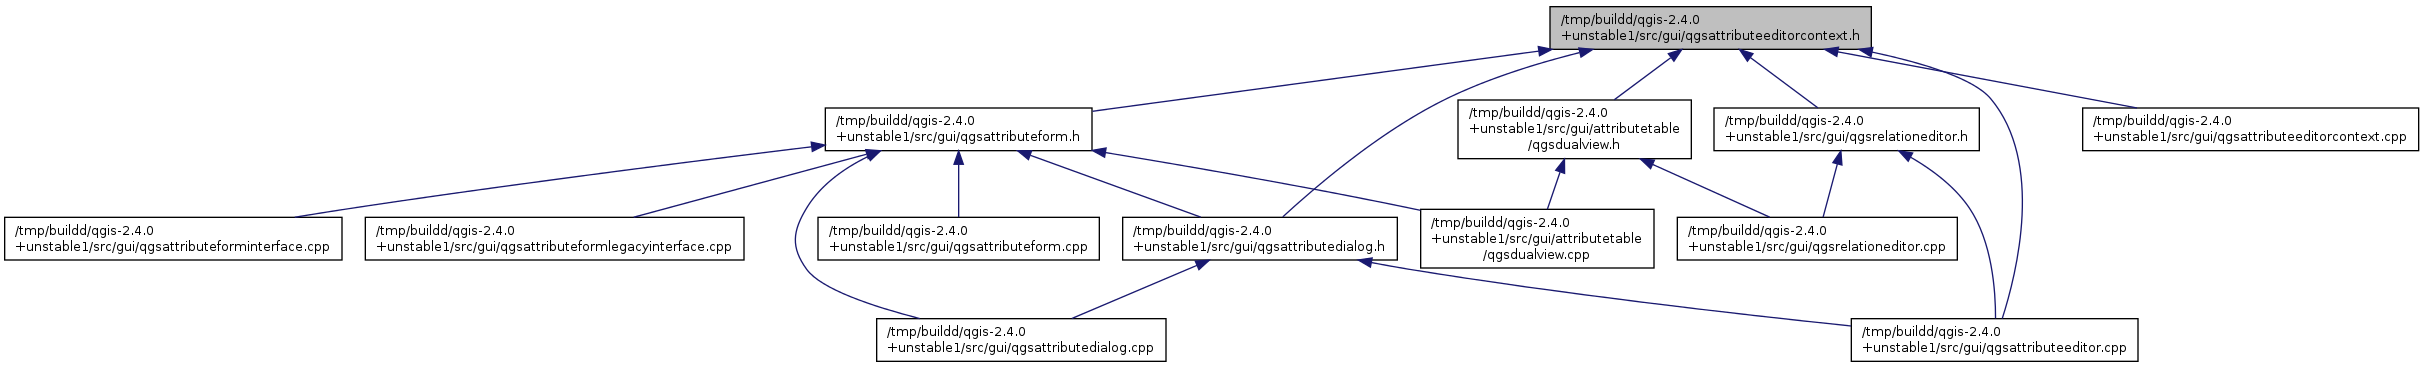 /tmp/buildd/qgis-2.4.0
+unstable1/src/gui/qgsattributeeditorcontext.h
/tmp/buildd/qgis-2.4.0
+unstable1/src/gui/qgsattributeform.h
/tmp/buildd/qgis-2.4.0
+unstable1/src/gui/attributetable
/qgsdualview.h
/tmp/buildd/qgis-2.4.0
+unstable1/src/gui/qgsrelationeditor.h
/tmp/buildd/qgis-2.4.0
+unstable1/src/gui/qgsattributeeditorcontext.cpp
/tmp/buildd/qgis-2.4.0
+unstable1/src/gui/qgsattributeforminterface.cpp
/tmp/buildd/qgis-2.4.0
+unstable1/src/gui/qgsattributeformlegacyinterface.cpp
/tmp/buildd/qgis-2.4.0
+unstable1/src/gui/qgsattributeform.cpp
/tmp/buildd/qgis-2.4.0
+unstable1/src/gui/qgsattributedialog.h
/tmp/buildd/qgis-2.4.0
+unstable1/src/gui/attributetable
/qgsdualview.cpp
/tmp/buildd/qgis-2.4.0
+unstable1/src/gui/qgsrelationeditor.cpp
/tmp/buildd/qgis-2.4.0
+unstable1/src/gui/qgsattributedialog.cpp
/tmp/buildd/qgis-2.4.0
+unstable1/src/gui/qgsattributeeditor.cpp